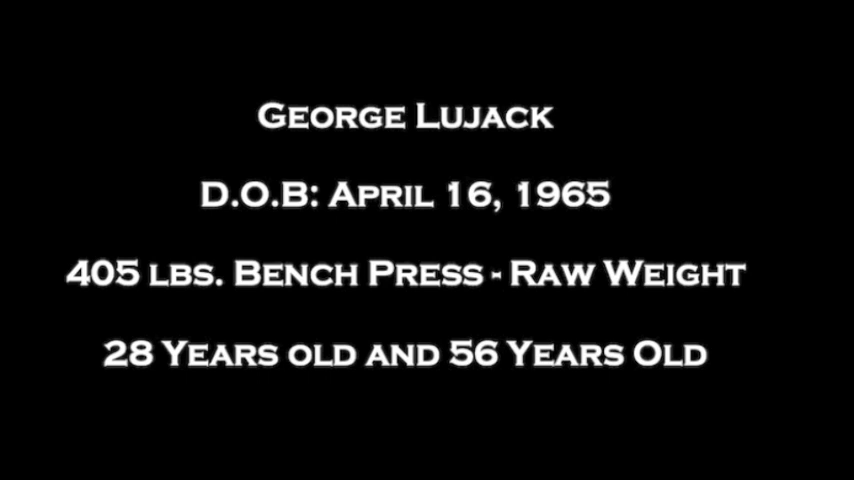 George Lujack
D.O.B: April 16, 1965
405 lbs. Bench Press - Raw Weight
28 Years old and 56 Years Old